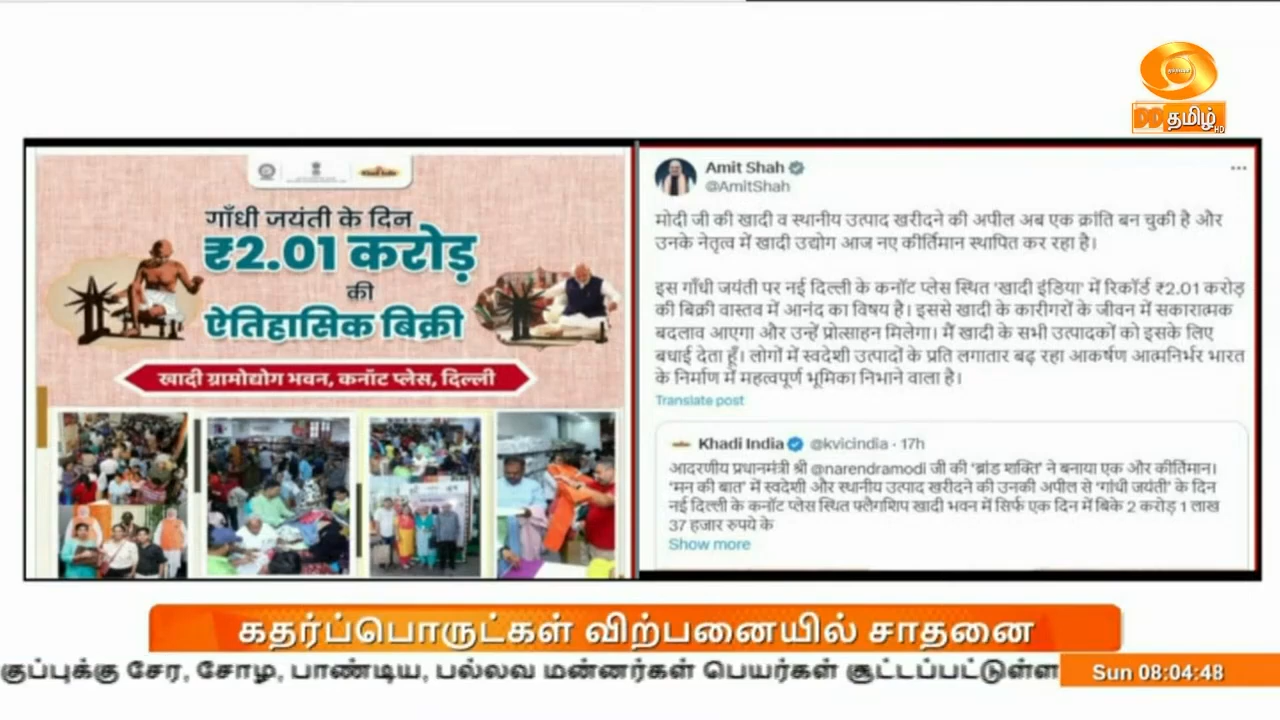 DD தமிழ் HD
Khadi India
गाँधी जयंती के दिन
₹2.01 करोड़
की
ऐतिहासिक बिक्री
खादी ग्रामोद्योग भवन, कनॉट प्लेस, दिल्ली
Amit Shah
@AmitShah
मोदी जी की खादी व स्थानीय उत्पाद खरीदने की अपील अब एक क्रांति बन चुकी है और
उनके नेतृत्व में खादी उद्योग आज नए कीर्तिमान स्थापित कर रहा है।
इस गाँधी जयंती पर नई दिल्ली के कनॉट प्लेस स्थित 'खादी इंडिया' में रिकॉर्ड ₹2.01 करोड़
की बिक्री वास्तव में आनंद का विषय है। इससे खादी के कारीगरों के जीवन में सकारात्मक
बदलाव आएगा और उन्हें प्रोत्साहन मिलेगा। मैं खादी के सभी उत्पादकों को इसके लिए
बधाई देता हूँ। लोगों में स्वदेशी उत्पादों के प्रति लगातार बढ़ रहा आकर्षण आत्मनिर्भर भारत
के निर्माण में महत्वपूर्ण भूमिका निभाने वाला है।
Translate post
Khadi India @kvicindia · 17h
आदरणीय प्रधानमंत्री श्री @narendramodi जी की 'ब्रांड शक्ति' ने बनाया एक और कीर्तिमान।
'मन की बात' में स्वदेशी और स्थानीय उत्पाद खरीदने की उनकी अपील से 'गांधी जयंती' के दिन
नई दिल्ली के कनॉट प्लेस स्थित फ्लैगशिप खादी भवन में सिर्फ एक दिन में बिके 2 करोड़ 1 लाख
37 हजार रुपये के
Show more
கதர்ப்பொருட்கள் விற்பனையில் சாதனை
குப்புக்கு சேர, சோழ, பாண்டிய, பல்லவ மன்னர்கள் பெயர்கள் சூட்டப்பட்டுள்ள
Sun 08:04:48